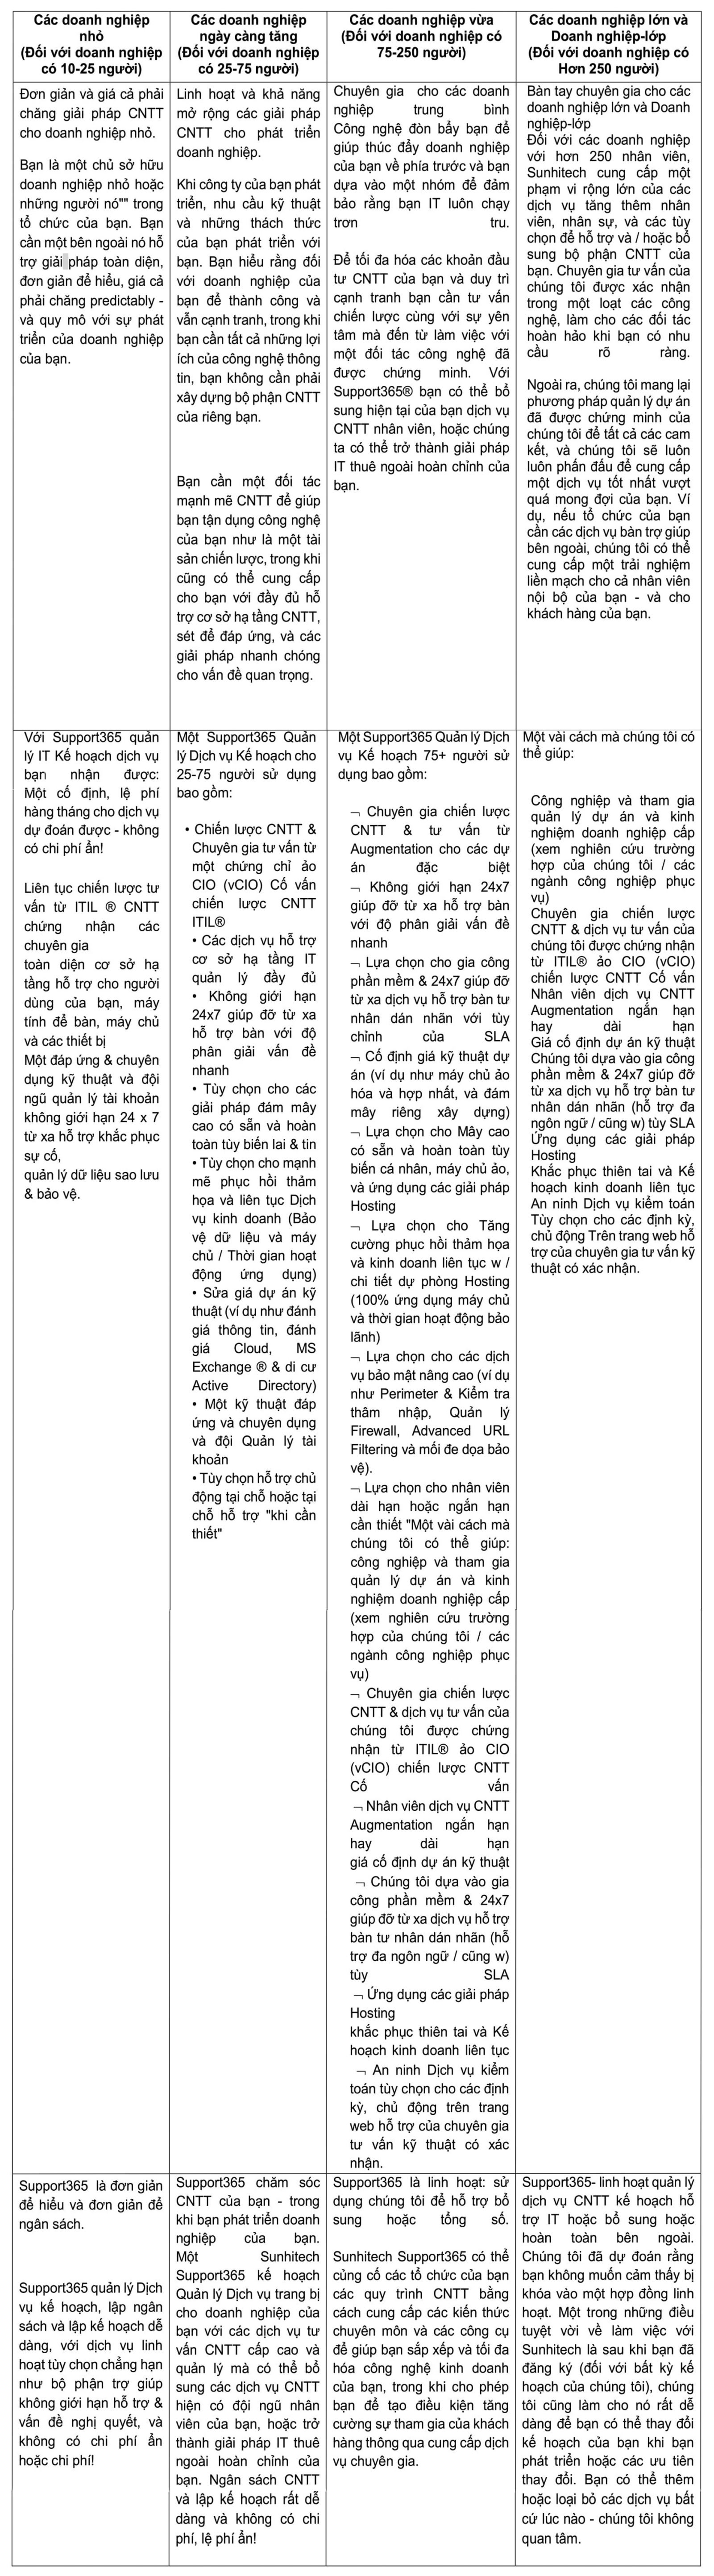 Các doanh nghiệp
nhỏ
(Đối với doanh nghiệp
có 10-25 người)
Các doanh nghiệp
ngày càng tăng
(Đối với doanh nghiệp
có 25-75 người)
Các doanh nghiệp vừa
(Đối với doanh nghiệp có
75-250 người)
Các doanh nghiệp lớn và
Doanh nghiệp-lớp
(Đối với doanh nghiệp có
Hơn 250 người)
Đơn giản và giá cả phải
chăng giải pháp CNTT
cho doanh nghiệp nhỏ.
Bạn là một chủ sở hữu
doanh nghiệp nhỏ hoặc
những người nó"" trong
tổ chức của bạn. Bạn
cần một bên ngoài nó hỗ
trợ giải pháp toàn diện,
đơn giản để hiểu, giá cả
phải chăng predictably -
và quy mô với sự phát
triển của doanh nghiệp
của bạn.
Linh hoạt và khả năng
mở rộng các giải pháp
CNTT cho phát triển
doanh nghiệp.
Khi công ty của bạn phát
triển, nhu cầu kỹ thuật
và những thách thức
của bạn phát triển với
bạn. Bạn hiểu rằng đối
với doanh nghiệp của
bạn để thành công và
vẫn cạnh tranh, trong khi
bạn cần tất cả những lợi
ích của công nghệ thông
tin, bạn không cần phải
xây dựng bộ phận CNTT
của riêng bạn.
Bạn cần một đối tác
mạnh mẽ CNTT để giúp
bạn tận dụng công nghệ
của bạn như là một tài
sản chiến lược, trong khi
cũng có thể cung cấp
cho bạn với đầy đủ hỗ
trợ cơ sở hạ tầng CNTT,
sét để đáp ứng, và các
giải pháp nhanh chóng
cho vấn đề quan trọng.
Chuyên gia cho các doanh
nghiệp trung bình
Công nghệ đòn bẩy bạn để
giúp thúc đẩy doanh nghiệp
của bạn về phía trước và bạn
dựa vào một nhóm để đảm
bảo rằng bạn IT luôn chạy
trơn tru.
Để tối đa hóa các khoản đầu
tư CNTT của bạn và duy trì
cạnh tranh bạn cần tư vấn
chiến lược cùng với sự yên
tâm mà đến từ làm việc với
một đối tác công nghệ đã
được chứng minh. Với
Support365® bạn có thể bổ
sung hiện tại của bạn dịch vụ
CNTT nhân viên, hoặc chúng
ta có thể trở thành giải pháp
IT thuê ngoài hoàn chỉnh của
bạn.
Bàn tay chuyên gia cho các
doanh nghiệp lớn và Doanh
nghiệp-lớp
Đối với các doanh nghiệp
với hơn 250 nhân viên,
Sunhitech cung cấp một
phạm vi rộng lớn của các
dịch vụ tăng thêm nhân
viên, nhân sự, và các tùy
chọn để hỗ trợ và / hoặc bổ
sung bộ phận CNTT của
bạn. Chuyên gia tư vấn của
chúng tôi được xác nhận
trong một loạt các công
nghệ, làm cho các đối tác
hoàn hảo khi bạn có nhu
cầu rõ ràng.
Ngoài ra, chúng tôi mang lại
phương pháp quản lý dự án
đã được chứng minh của
chúng tôi để tất cả các cam
kết, và chúng tôi sẽ luôn
luôn phấn đấu để cung cấp
một dịch vụ tốt nhất vượt
quá mong đợi của bạn. Ví
dụ, nếu tổ chức của bạn
cần các dịch vụ bàn trợ giúp
bên ngoài, chúng tôi có thể
cung cấp một trải nghiệm
liền mạch cho cả nhân viên
nội bộ của bạn - và cho
khách hàng của bạn.
Với Support365 quản
lý IT Kế hoạch dịch vụ
bạn nhận được:
Một cố định, lệ phí
hàng tháng cho dịch vụ
dự đoán được - không
có chi phí ẩn!
Liên tục chiến lược tư
vấn từ ITIL ® CNTT
chứng nhận các
chuyên gia
toàn diện cơ sở hạ
tầng hỗ trợ cho người
dùng của bạn, máy
tính để bàn, máy chủ
và các thiết bị
Một đáp ứng & chuyên
dụng kỹ thuật và đội
ngũ quản lý tài khoản
không giới hạn 24 x 7
từ xa hỗ trợ khắc phục
sự cố,
quản lý dữ liệu sao lưu
& bảo vệ.
Một Support365 Quản
lý Dịch vụ Kế hoạch cho
25-75 người sử dụng
bao gồm:
• Chiến lược CNTT &
Chuyên gia tư vấn từ
một chứng chỉ ảo
CIO (vCIO) Cố vấn
chiến lược CNTT
ITIL®
• Các dịch vụ hỗ trợ
cơ sở hạ tầng IT
quản lý đầy đủ
• Không giới hạn
24x7 giúp đỡ từ xa
hỗ trợ bàn với độ
phân giải vấn đề
nhanh
• Tùy chọn cho các
giải pháp đám mây
cao có sẵn và hoàn
toàn tùy biến lai & tin
• Tùy chọn cho mạnh
mẽ phục hồi thảm
họa và liên tục Dịch
vụ kinh doanh (Bảo
vệ dữ liệu và máy
chủ / Thời gian hoạt
động ứng dụng)
• Sửa giá dự án kỹ
thuật (ví dụ như đánh
giá thông tin, đánh
giá Cloud, MS
Exchange ® & di cư
Active Directory)
• Một kỹ thuật đáp
ứng và chuyên dụng
và đội Quản lý tài
khoản
• Tùy chọn hỗ trợ chủ
động tại chỗ hoặc tại
chỗ hỗ trợ "khi cần
thiết"
Một Support365 Quản lý Dịch
vụ Kế hoạch 75+ người sử
dụng bao gồm:
¬ Chuyên gia chiến lược
CNTT & tư vấn từ
Augmentation cho các dự
án đặc biệt
¬ Không giới hạn 24x7
giúp đỡ từ xa hỗ trợ bàn
với độ phân giải vấn đề
nhanh
¬ Lựa chọn cho gia công
phần mềm & 24x7 giúp đỡ
từ xa dịch vụ hỗ trợ bàn tư
nhân dán nhãn với tùy
chỉnh của SLA
¬ Cố định giá kỹ thuật dự
án (ví dụ như máy chủ ảo
hóa và hợp nhất, và đám
mây riêng xây dựng)
¬ Lựa chọn cho Mây cao
có sẵn và hoàn toàn tùy
biến cá nhân, máy chủ ảo,
và ứng dụng các giải pháp
Hosting
¬ Lựa chọn cho Tăng
cường phục hồi thảm họa
và kinh doanh liên tục w /
chi tiết dự phòng Hosting
(100% ứng dụng máy chủ
và thời gian hoạt động bảo
lãnh)
¬ Lựa chọn cho các dịch
vụ bảo mật nâng cao (ví dụ
như Perimeter & Kiểm tra
thâm nhập, Quản lý
Firewall, Advanced URL
Filtering và mối đe dọa bảo
vệ).
¬ Lựa chọn cho nhân viên
dài hạn hoặc ngắn hạn
cần thiết "Một vài cách mà
chúng tôi có thể giúp:
công nghiệp và tham gia
quản lý dự án và kinh
nghiệm doanh nghiệp cấp
(xem nghiên cứu trường
hợp của chúng tôi / các
ngành công nghiệp phục
vụ)
¬ Chuyên gia chiến lược
CNTT & dịch vụ tư vấn của
chúng tôi được chứng
nhận từ ITIL® ảo CIO
(vCIO) chiến lược CNTT
Cố vấn
¬ Nhân viên dịch vụ CNTT
Augmentation ngắn hạn
hay dài hạn
giá cố định dự án kỹ thuật
¬ Chúng tôi dựa vào gia
công phần mềm & 24x7
giúp đỡ từ xa dịch vụ hỗ trợ
bàn tư nhân dán nhãn (hỗ
trợ đa ngôn ngữ / cũng w)
tùy SLA
¬ Ứng dụng các giải pháp
Hosting
khắc phục thiên tai và Kế
hoạch kinh doanh liên tục
¬ An ninh Dịch vụ kiểm
toán tùy chọn cho các định
kỳ, chủ động trên trang
web hỗ trợ của chuyên gia
tư vấn kỹ thuật có xác
nhận.
Một vài cách mà chúng tôi có
thể giúp:
Công nghiệp và tham gia
quản lý dự án và kinh
nghiệm doanh nghiệp cấp
(xem nghiên cứu trường
hợp của chúng tôi / các
ngành công nghiệp phục
vụ)
Chuyên gia chiến lược
CNTT & dịch vụ tư vấn của
chúng tôi được chứng nhận
từ ITIL® ảo CIO (vCIO)
chiến lược CNTT Cố vấn
Nhân viên dịch vụ CNTT
Augmentation ngắn hạn
hay dài hạn
Giá cố định dự án kỹ thuật
Chúng tôi dựa vào gia công
phần mềm & 24x7 giúp đỡ
từ xa dịch vụ hỗ trợ bàn tư
nhân dán nhãn (hỗ trợ đa
ngôn ngữ / cũng w) tùy SLA
Ứng dụng các giải pháp
Hosting
Khắc phục thiên tai và Kế
hoạch kinh doanh liên tục
An ninh Dịch vụ kiểm toán
Tùy chọn cho các định kỳ,
chủ động Trên trang web hỗ
trợ của chuyên gia tư vấn kỹ
thuật có xác nhận.
Support365 là đơn giản
để hiểu và đơn giản để
ngân sách.
Support365 quản lý Dịch
vụ kế hoạch, lập ngân
sách và lập kế hoạch dễ
dàng, với dịch vụ linh
hoạt tùy chọn chẳng hạn
như bộ phận trợ giúp
không giới hạn hỗ trợ &
vấn đề nghị quyết, và
không có chi phí ẩn
hoặc chi phí!
Support365 chăm sóc
CNTT của bạn - trong
khi bạn phát triển doanh
nghiệp của bạn.
Một Sunhitech
Support365 kế hoạch
Quản lý Dịch vụ trang bị
cho doanh nghiệp của
bạn với các dịch vụ tư
vấn CNTT cấp cao và
quản lý mà có thể bổ
sung các dịch vụ CNTT
hiện có đội ngũ nhân
viên của bạn, hoặc trở
thành giải pháp IT thuê
ngoài hoàn chỉnh của
bạn. Ngân sách CNTT
và lập kế hoạch rất dễ
dàng và không có chi
phí, lệ phí ẩn!
Support365 là linh hoạt: sử
dụng chúng tôi để hỗ trợ bổ
sung hoặc tổng số.
Sunhitech Support365 có thể
củng cố các tổ chức của bạn
các quy trình CNTT bằng
cách cung cấp các kiến thức
chuyên môn và các công cụ
để giúp bạn sắp xếp và tối đa
hóa công nghệ kinh doanh
của bạn, trong khi cho phép
bạn để tạo điều kiện tăng
cường sự tham gia của khách
hàng thông qua cung cấp dịch
vụ chuyên gia.
Support365- linh hoạt quản lý
dịch vụ CNTT kế hoạch hỗ
trợ IT hoặc bổ sung hoặc
hoàn toàn bên ngoài.
Chúng tôi đã dự đoán rằng
bạn không muốn cảm thấy bị
khóa vào một hợp đồng linh
hoạt. Một trong những điều
tuyệt vời về làm việc với
Sunhitech là sau khi bạn đã
đăng ký (đối với bất kỳ kế
hoạch của chúng tôi), chúng
tôi cũng làm cho nó rất dễ
dàng để bạn có thể thay đổi
kế hoạch của bạn khi bạn
phát triển hoặc các ưu tiên
thay đổi. Bạn có thể thêm
hoặc loại bỏ các dịch vụ bất
cứ lúc nào - chúng tôi không
quan tâm.